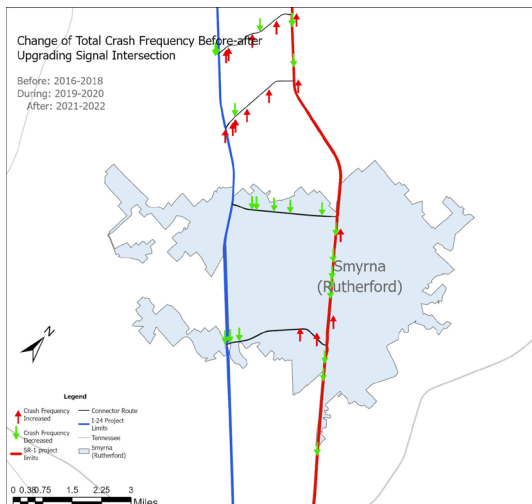 Change of Total Crash Frequency Before-after
Upgrading Signal Intersection
Before: 2016-2018
During: 2019-2020
After: 2021-2022
Smyrna
(Rutherford)
N
Legend
Crash Frequency
Increased
Crash Frequency
Decreased
SR-1 project
limits
Connector Route
I-24 Project
Limits
Tennessee
Smyrna
(Rutherford)
0 0.380.75 1.5 2.25 3
Miles